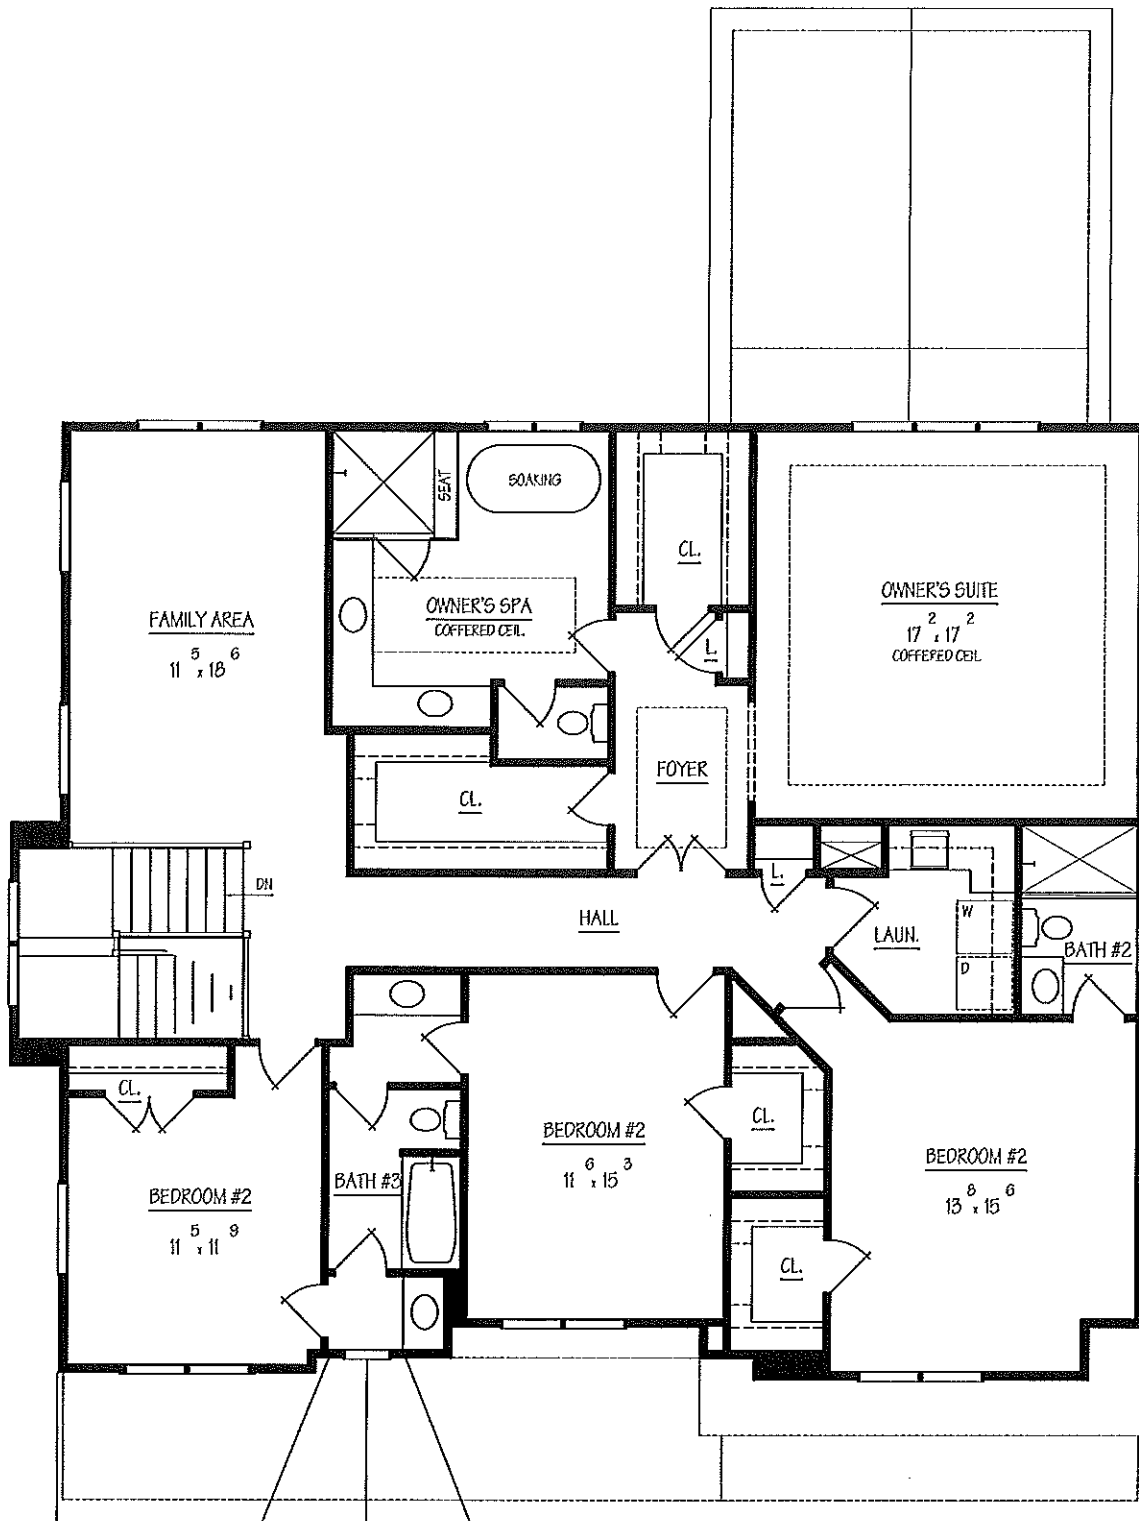 SOAKING
SEAT
CL.
OWNER'S SPA
COFFERED CEIL.
FAMILY AREA
11 5 x 18 6
L.
OWNER'S SUITE
17 2 x 17 2
COFFERED CEIL.
FOYER
CL.
DN
HALL
L.
LAUN.
W
D
BATH #2
CL.
BEDROOM #2
11 5 x 11 9
BATH #3
BEDROOM #2
11 6 x 15 3
CL.
CL.
BEDROOM #2
13 8 x 15 6